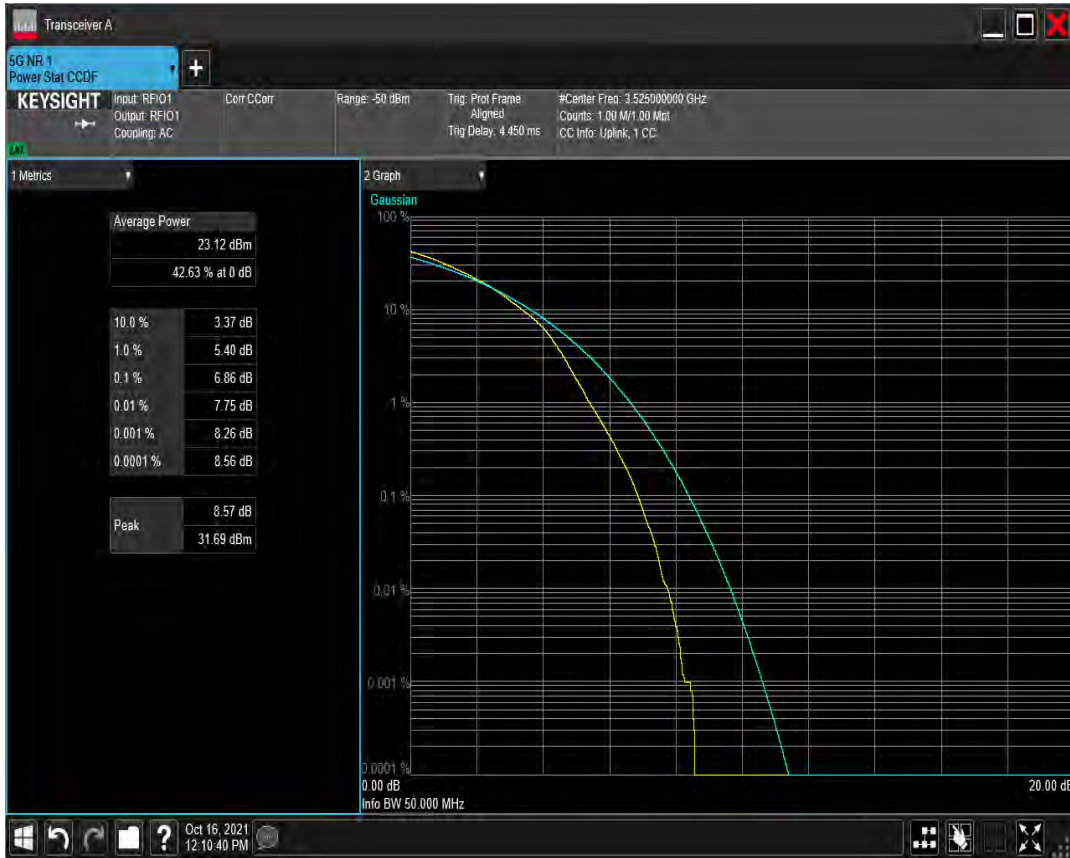 Transceiver A
5G NR 1
Power Stat CCDF
+
KEYSIGHT
Input: RFIO1
Output: RFIO1
Coupling: AC
Corr CCorr
Range: -50 dBm
Trig: Prot Frame
Aligned
Trig Delay: 4.450 ms
#Center Freq: 3.525000000 GHz
Counts: 1.00 M/1.00 Mpt
CC Info: Uplink, 1 CC
1 Metrics
Average Power
23.12 dBm
42.63 % at 0 dB
10.0 % 3.37 dB
1.0 % 5.40 dB
0.1 % 6.86 dB
0.01 % 7.75 dB
0.001 % 8.26 dB
0.0001 % 8.56 dB
Peak
8.57 dB
31.69 dBm
2 Graph
Gaussian
100 %
10 %
1 %
0.1 %
0.01 %
0.001 %
0.0001 %
0.00 dB
20.00 dB
Info BW 50.000 MHz
?
Oct 16, 2021
12:10:40 PM